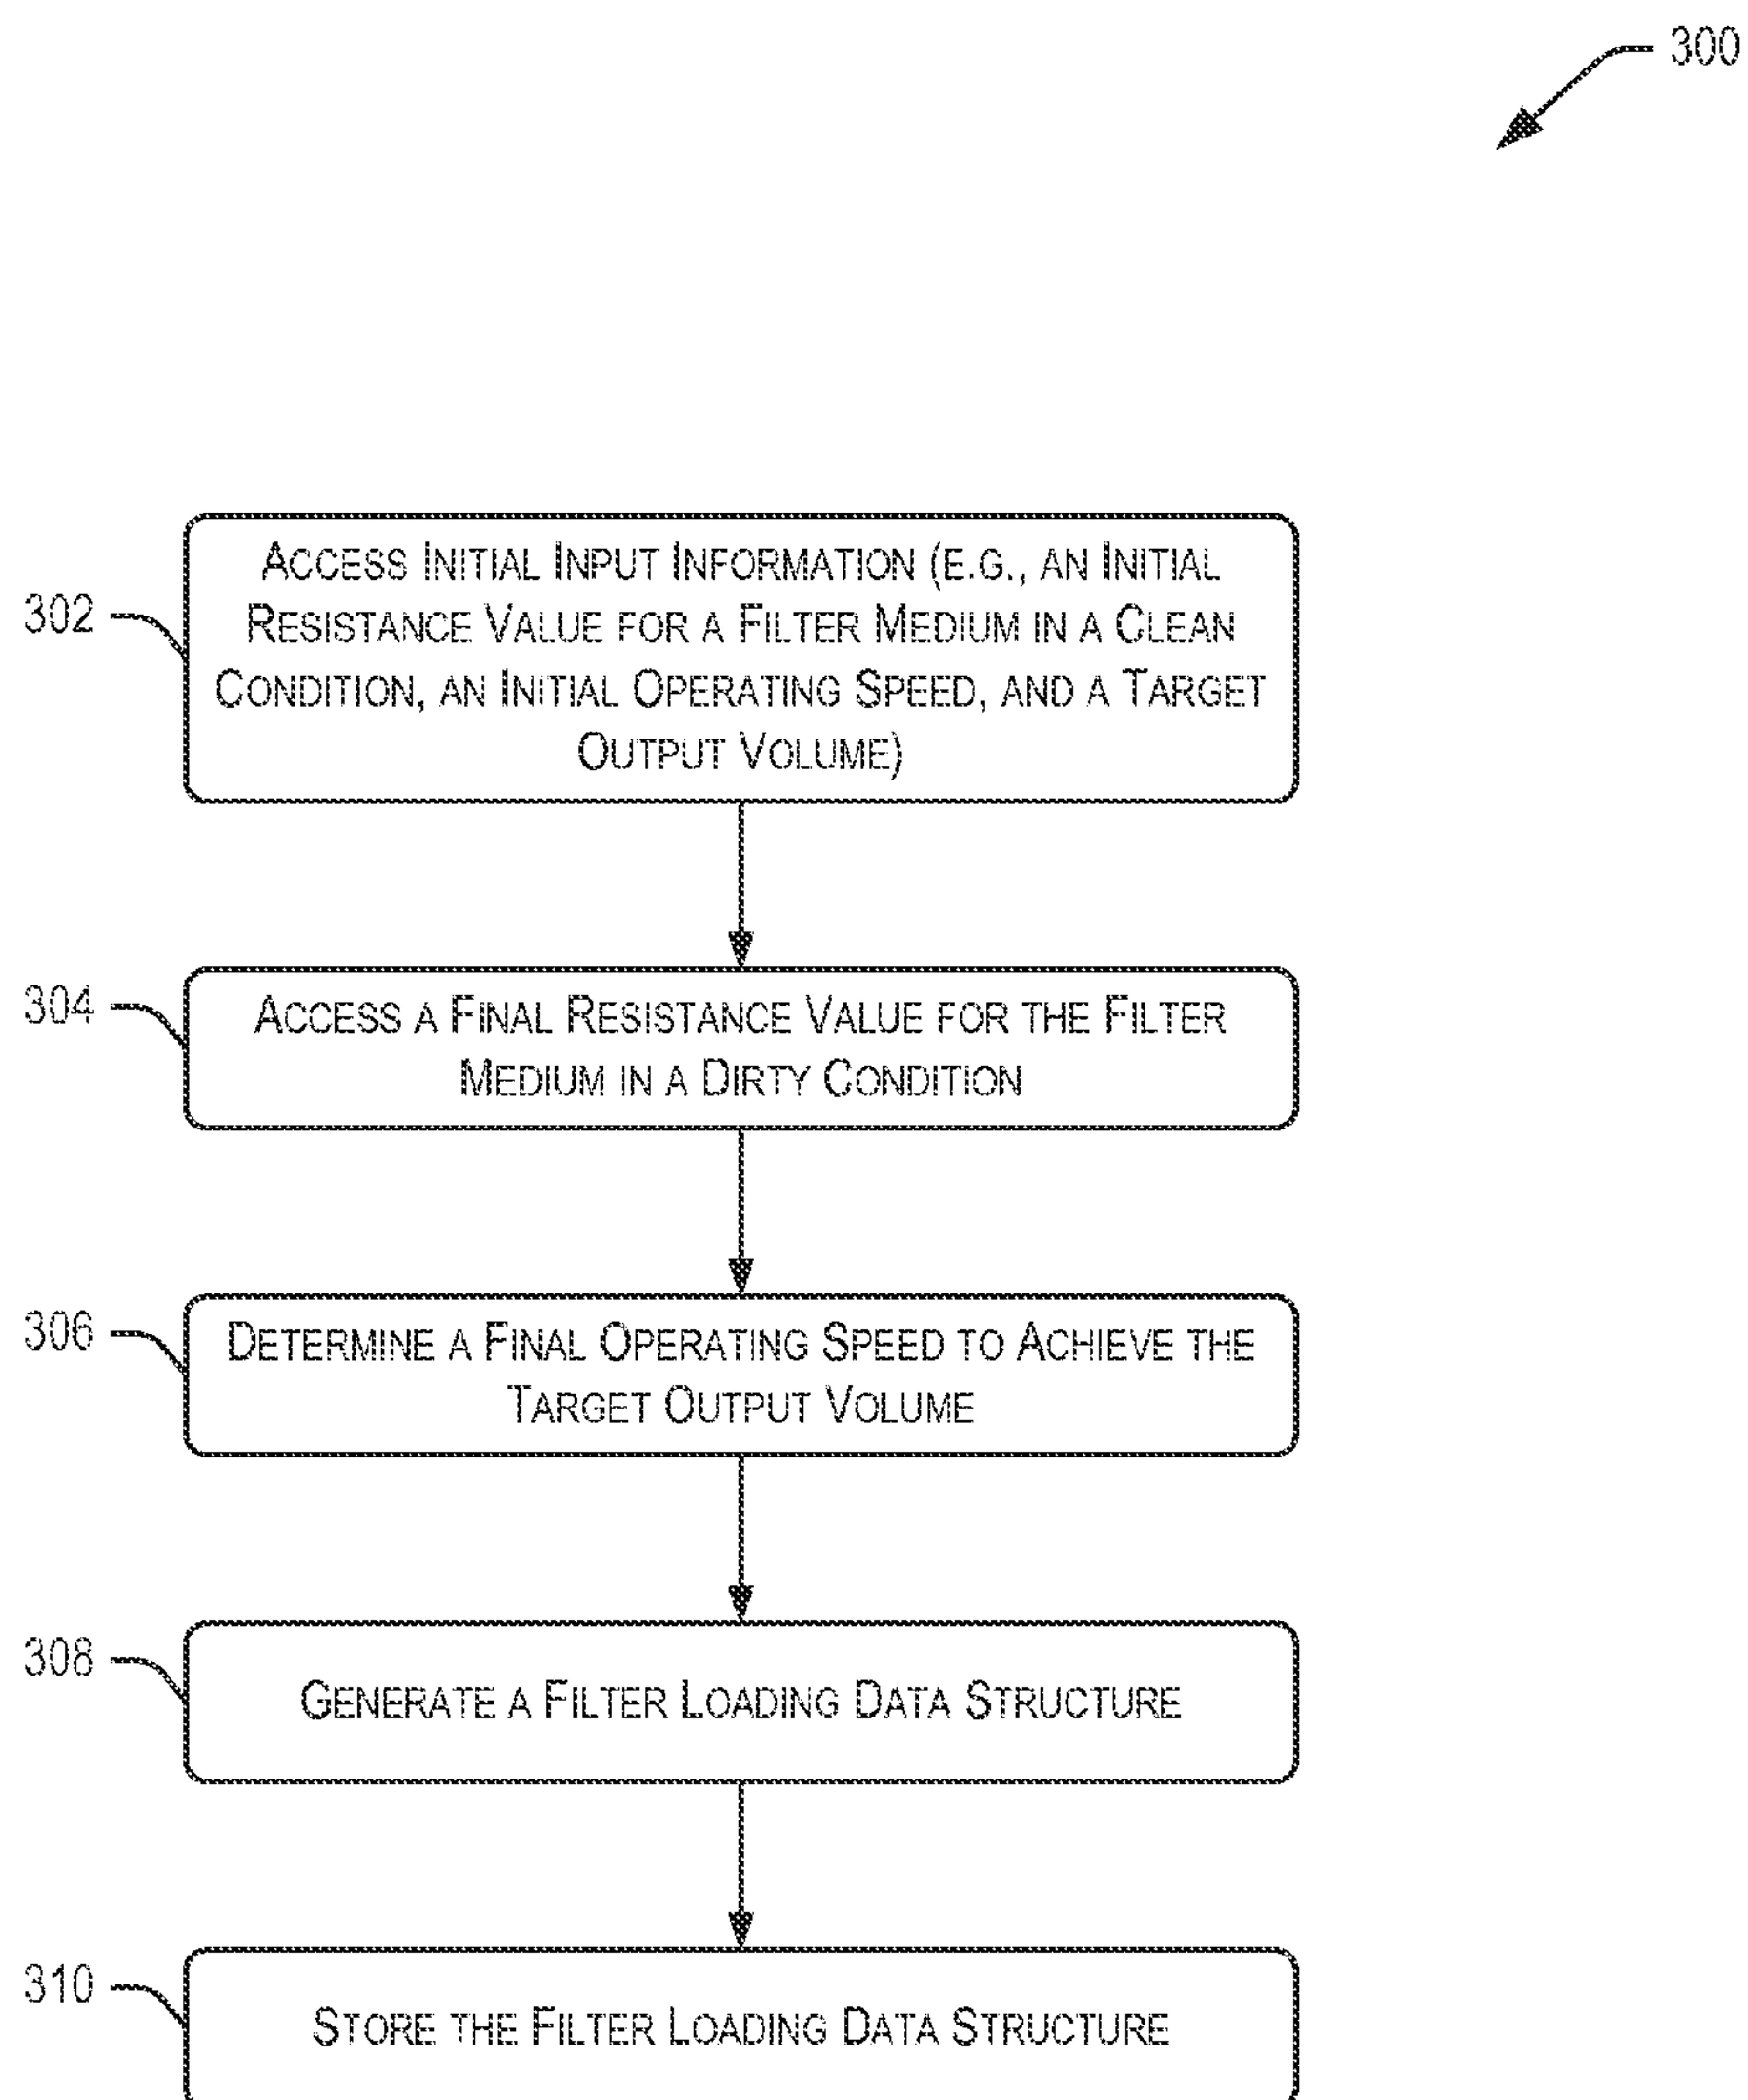 300
302
ACCESS INITIAL INPUT INFORMATION (E.G., AN INITIAL
RESISTANCE VALUE FOR A FILTER MEDIUM IN A CLEAN
CONDITION, AN INITIAL OPERATING SPEED, AND A TARGET
OUTPUT VOLUME)
304
ACCESS A FINAL RESISTANCE VALUE FOR THE FILTER
MEDIUM IN A DIRTY CONDITION
306
DETERMINE A FINAL OPERATING SPEED TO ACHIEVE THE
TARGET OUTPUT VOLUME
308
GENERATE A FILTER LOADING DATA STRUCTURE
310
STORE THE FILTER LOADING DATA STRUCTURE